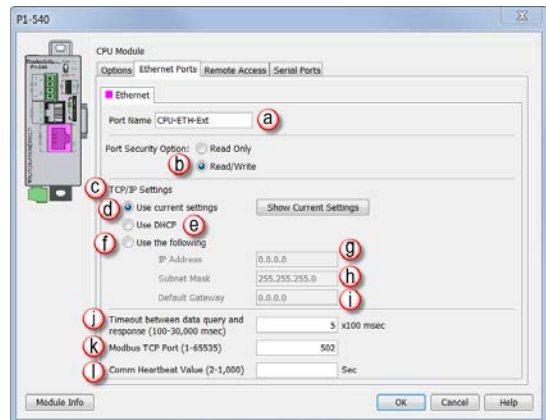 P1-540
CPU Module
Options Ethernet Ports Remote Access Serial Ports
Ethernet
Port Name CPU-ETH-Ext a
Port Security Option: Read Only
b Read/Write
c TCP/IP Settings
d Use current settings Show Current Settings
Use DHCP e
f Use the following
IP Address 0.0.0.0 g
Subnet Mask 255.255.255.0 h
Default Gateway 0.0.0.0 i
j Timeout between data query and
response (100-30,000 msec) 5 x100 msec
k Modbus TCP Port (1-65535) 502
l Comm Heartbeat Value (2-1,000) Sec
Module Info OK Cancel Help